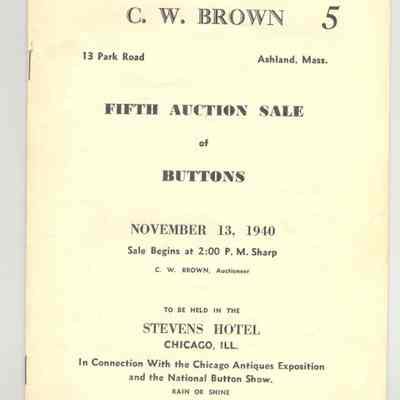 C. W. BROWN 5
13 Park Road Ashland, Mass.
FIFTH AUCTION SALE
of
BUTTONS
NOVEMBER 13, 1940
Sale Begins at 2:00 P. M. Sharp
C. W. BROWN, Auctioneer
TO BE HELD IN THE
STEVENS HOTEL
CHICAGO, ILL.
In Connection With the Chicago Antiques Exposition
and the National Button Show.
RAIN OR SHINE